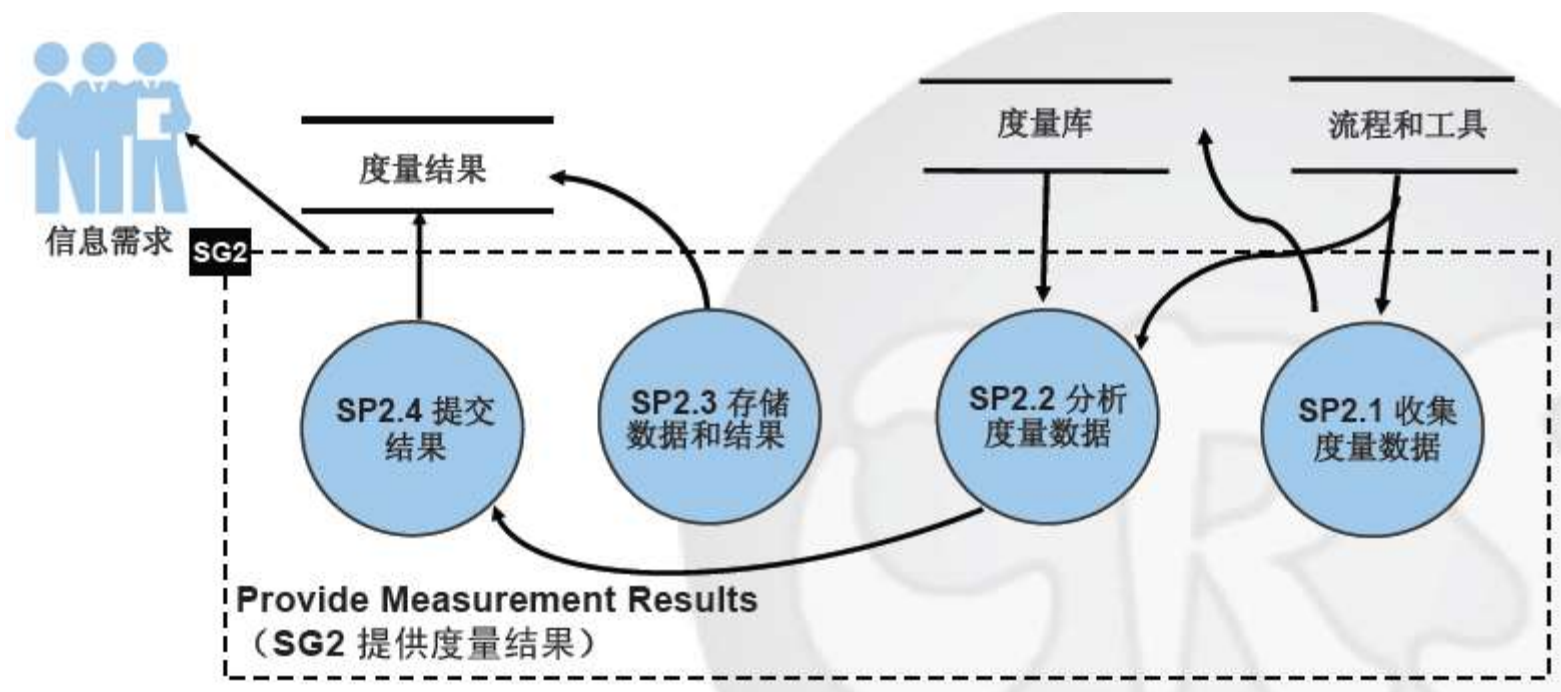 度量库
流程和工具
度量结果
信息需求
SG2
SP2.4 提交
结果
SP2.3 存储
数据和结果
SP2.2 分析
度量数据
SP2.1 收集
度量数据
Provide Measurement Results
（SG2 提供度量结果）